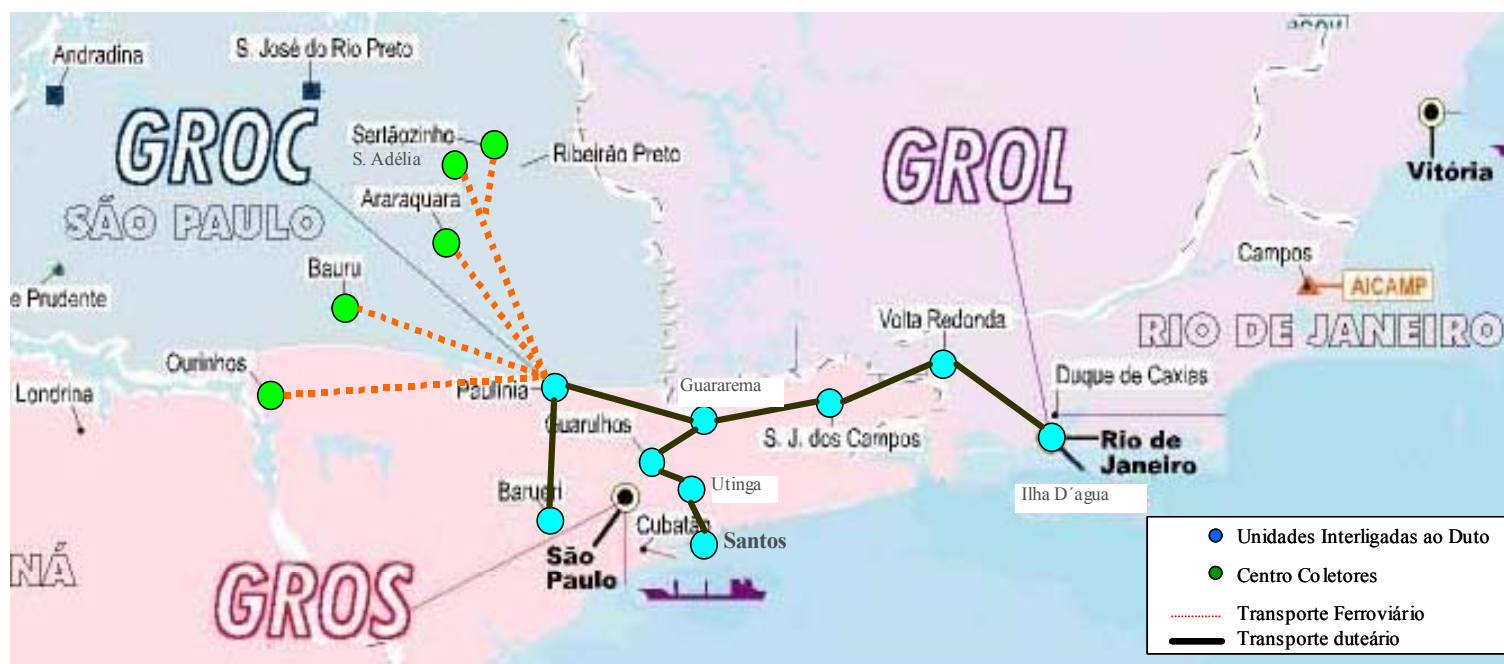 Andradina
S. José do Rio Preto
GROC
SÃO PAULO
Sertãozinho
S. Adélia
Ribeirão Preto
Araraquara
Bauru
e Prudente
Ourinhos
Londrina
Paulínia
GROL
Vitória
Campos
AICAMP
RIO DE JANEIRO
Volta Redonda
Duque de Caxias
Guararema
Guarulhos
S. J. dos Campos
Rio de
Janeiro
Ilha D´agua
Utinga
Barueri
Cubatão
Santos
São
Paulo
NÁ
GROS
Unidades Interligadas ao Duto
Centro Coletores
Transporte Ferroviário
Transporte duteário